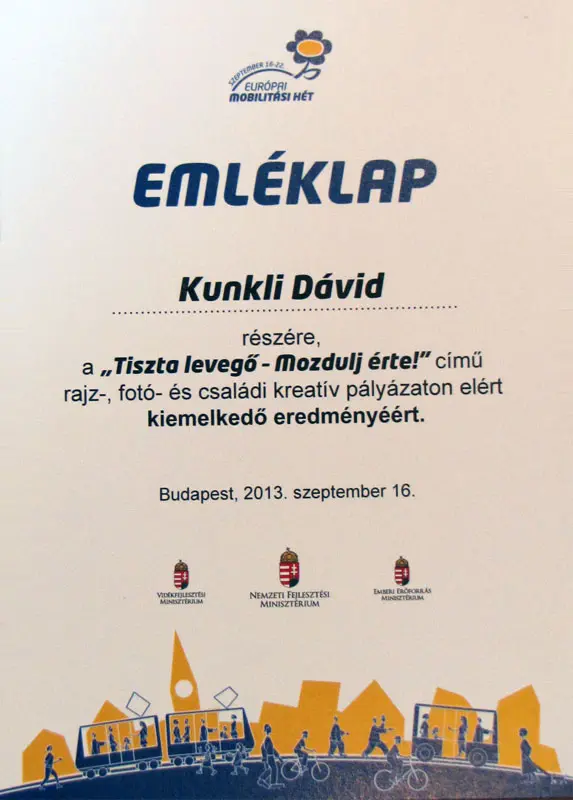 SZEPTEMBER 16-22.
EURÓPAI
MOBILITÁSI HÉT
EMLÉKLAP
Kunkli Dávid
részére,
a „Tiszta levegő - Mozdulj érte!” című
rajz-, fotó- és családi kreatív pályázaton elért
kiemelkedő eredményéért.
Budapest, 2013. szeptember 16.
VIDÉKFEJLESZTÉSI
MINISZTÉRIUM
NEMZETI FEJLESZTÉSI
MINISZTÉRIUM
EMBERI ERŐFORRÁS
MINISZTÉRIUM